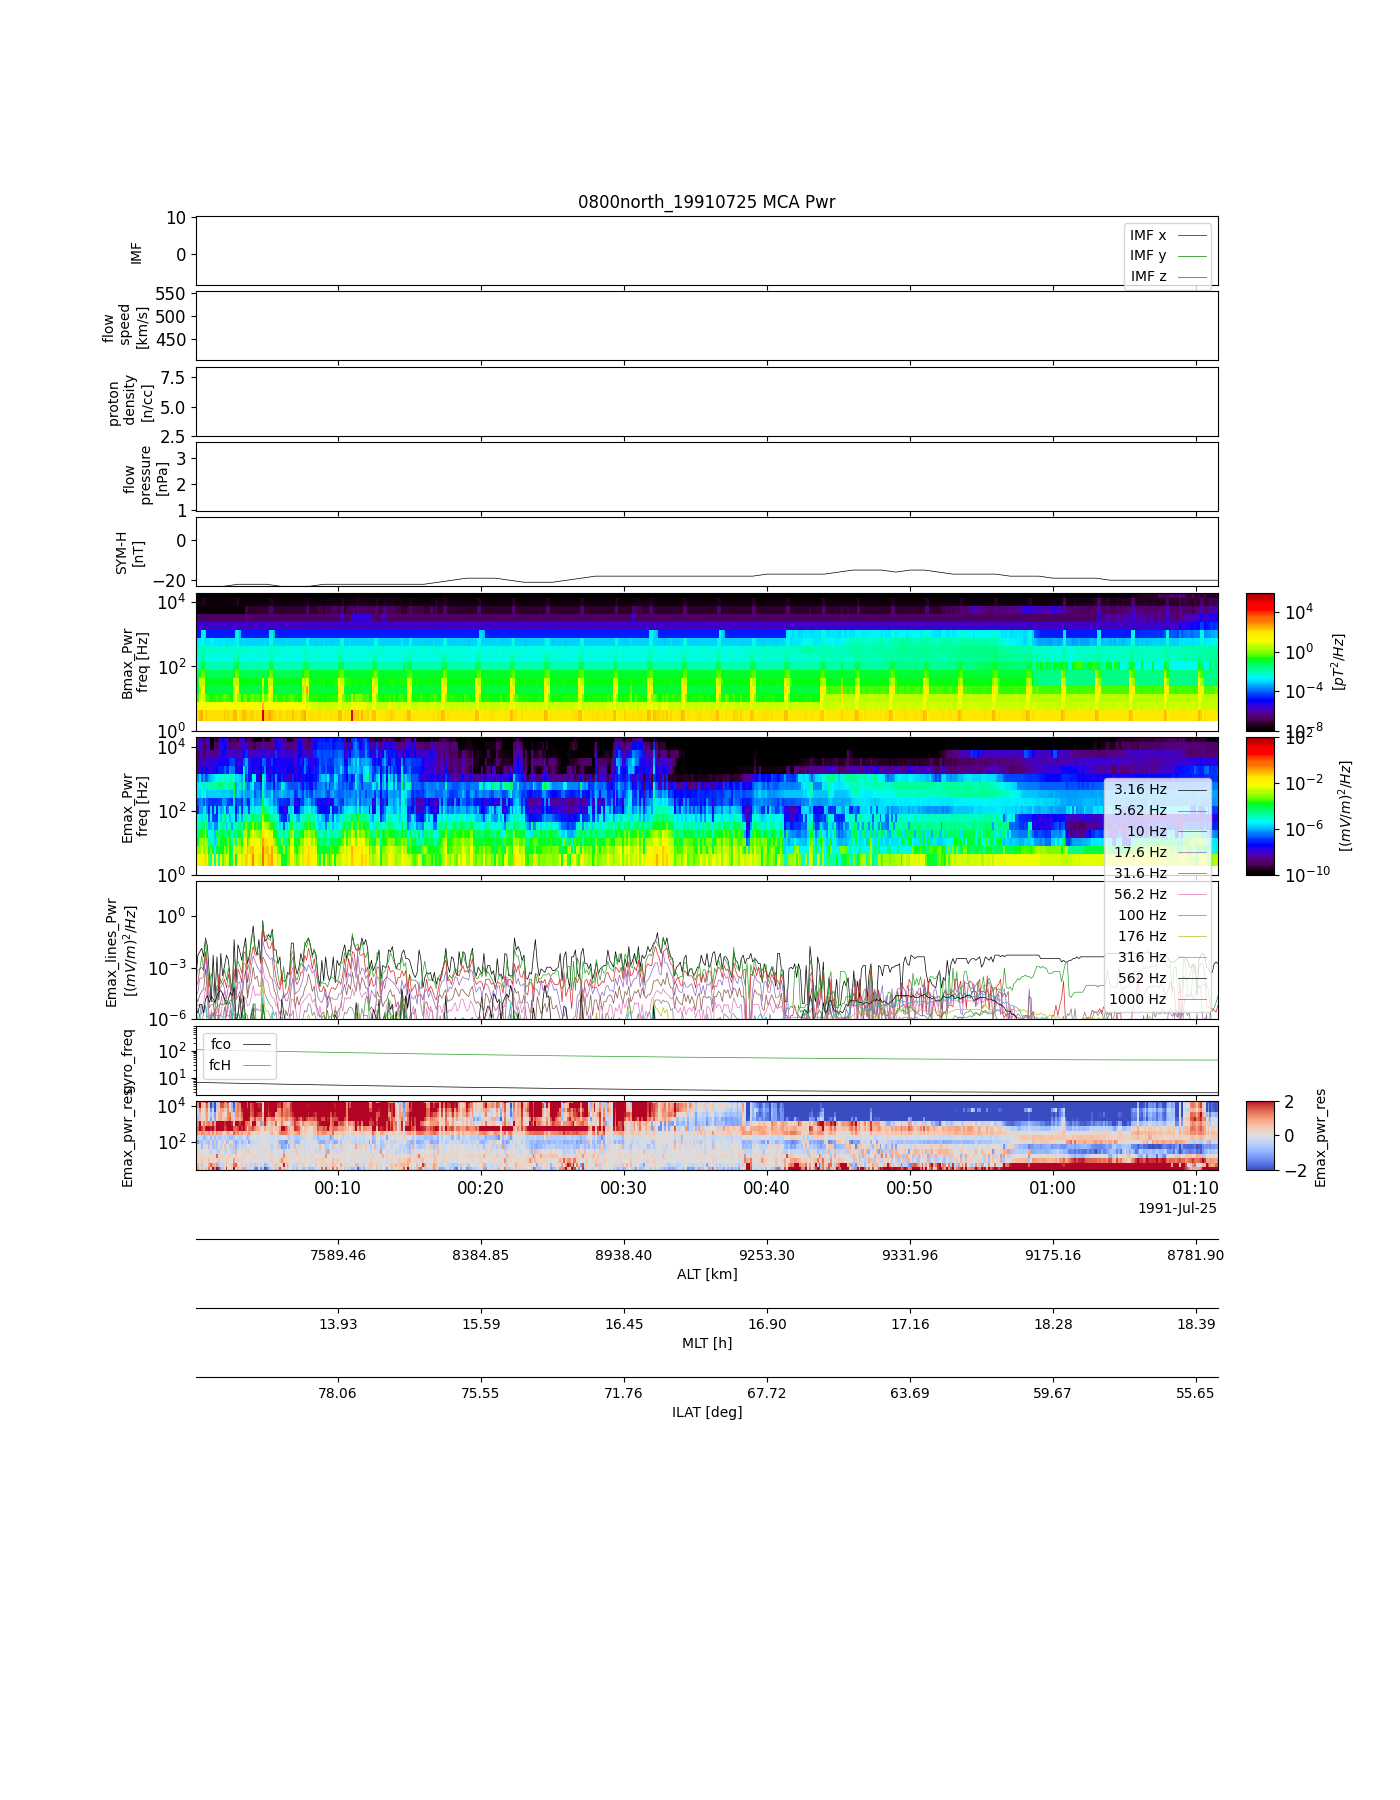 0800north_19910725 MCA Pwr
10
0
IMF
IMF x
IMF y
IMF z
550
500
450
flow
speed
[km/s]
7.5
5.0
2.5
proton
density
[n/cc]
3
2
1
flow
pressure
[nPa]
0
−20
SYM-H
[nT]
10^4
10^2
10^0
Bmax_Pwr
freq [Hz]
10^4
10^0
10^−4
10^−8
[pT^2/Hz]
10^4
10^2
10^0
Emax_Pwr
freq [Hz]
10^2
10^−2
10^−6
10^−10
[(mV/m)^2/Hz]
3.16 Hz
5.62 Hz
10 Hz
17.6 Hz
31.6 Hz
56.2 Hz
100 Hz
176 Hz
316 Hz
562 Hz
1000 Hz
10^0
10^−3
10^−6
Emax_lines_Pwr
[(mV/m)^2/Hz]
10^2
10^1
gyro_freq
fco
fcH
10^4
10^2
Emax_pwr_res
2
0
−2
Emax_pwr_res
00:10 00:20 00:30 00:40 00:50 01:00 01:10
1991-Jul-25
7589.46 8384.85 8938.40 9253.30 9331.96 9175.16 8781.90
ALT [km]
13.93 15.59 16.45 16.90 17.16 18.28 18.39
MLT [h]
78.06 75.55 71.76 67.72 63.69 59.67 55.65
ILAT [deg]